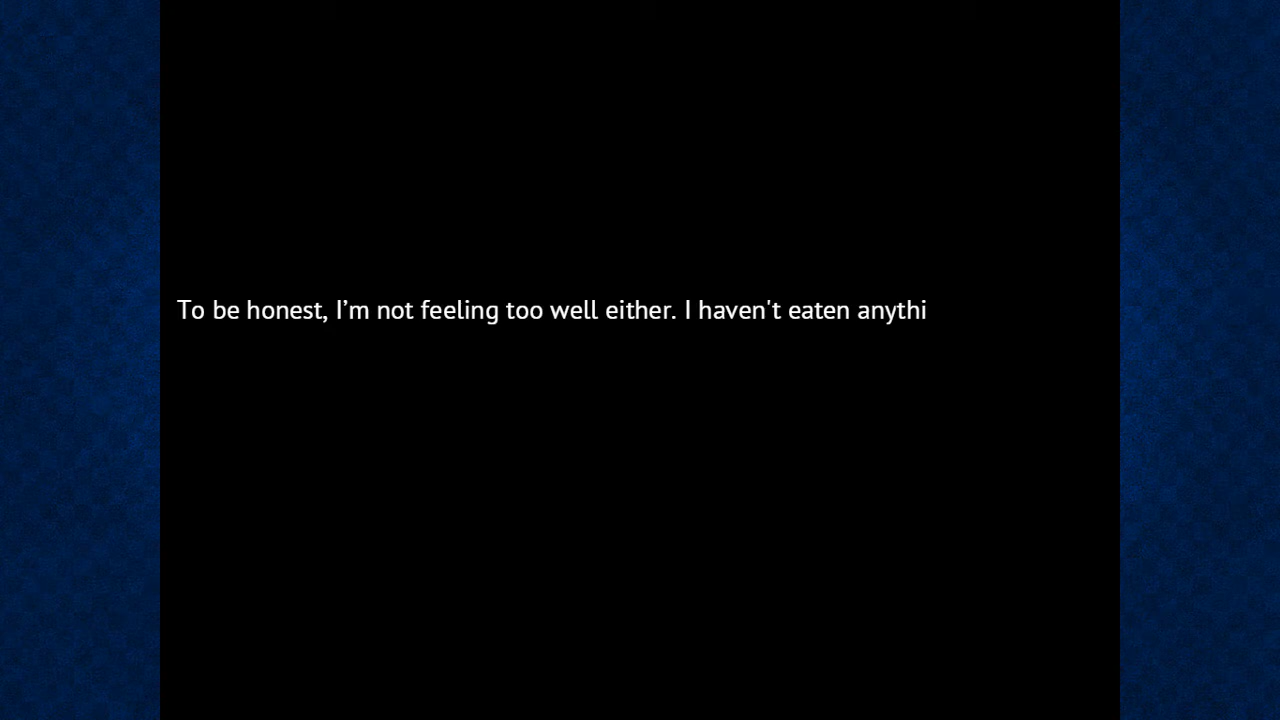 To be honest, I’m not feeling too well either. I haven't eaten anythi